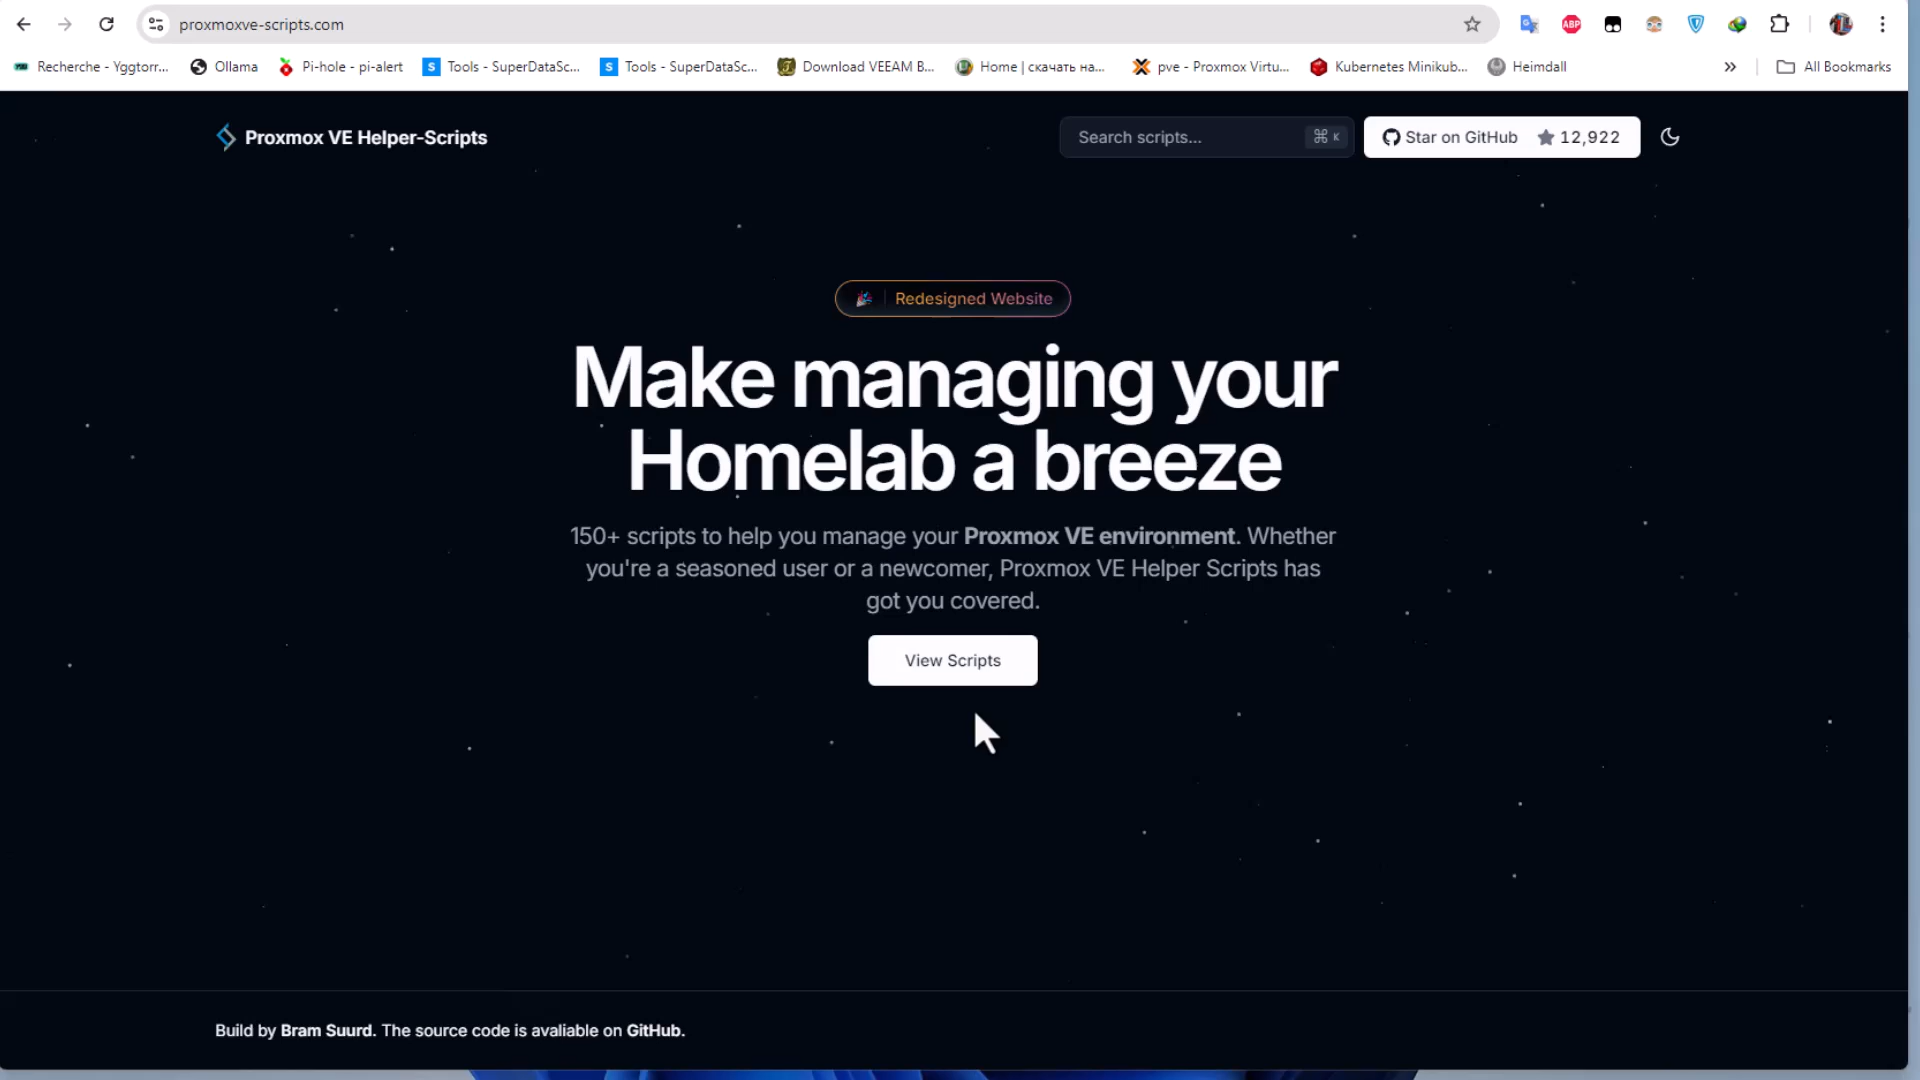 proxmoxve-scripts.com
Recherche - Yggtorr... Ollama Pi-hole - pi-alert Tools - SuperDataSc... Tools - SuperDataSc... Download VEEAM B... Home | скачать на... pve - Proxmox Virtu... Kubernetes Minikub... Heimdall » All Bookmarks
Proxmox VE Helper-Scripts
Search scripts... ⌘ K
Star on GitHub 12,922
Redesigned Website
Make managing your
Homelab a breeze
150+ scripts to help you manage your Proxmox VE environment. Whether
you're a seasoned user or a newcomer, Proxmox VE Helper Scripts has
got you covered.
View Scripts
Build by Bram Suurd. The source code is avaliable on GitHub.